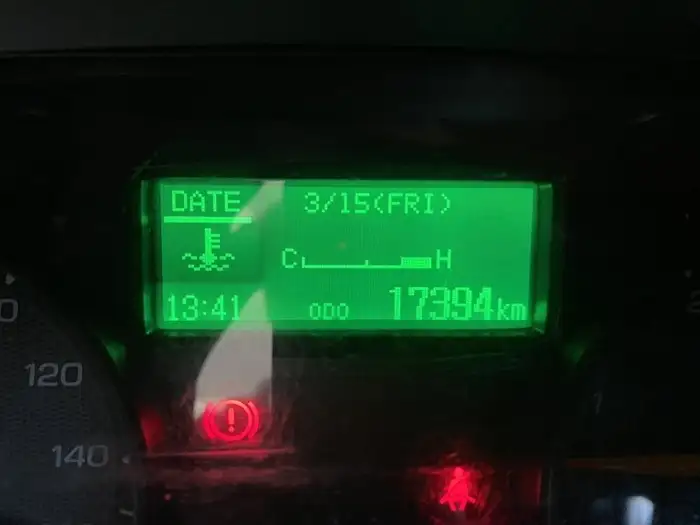 DATE 3/15(FRI)
C H
13:41 ODO 17394km
120
140